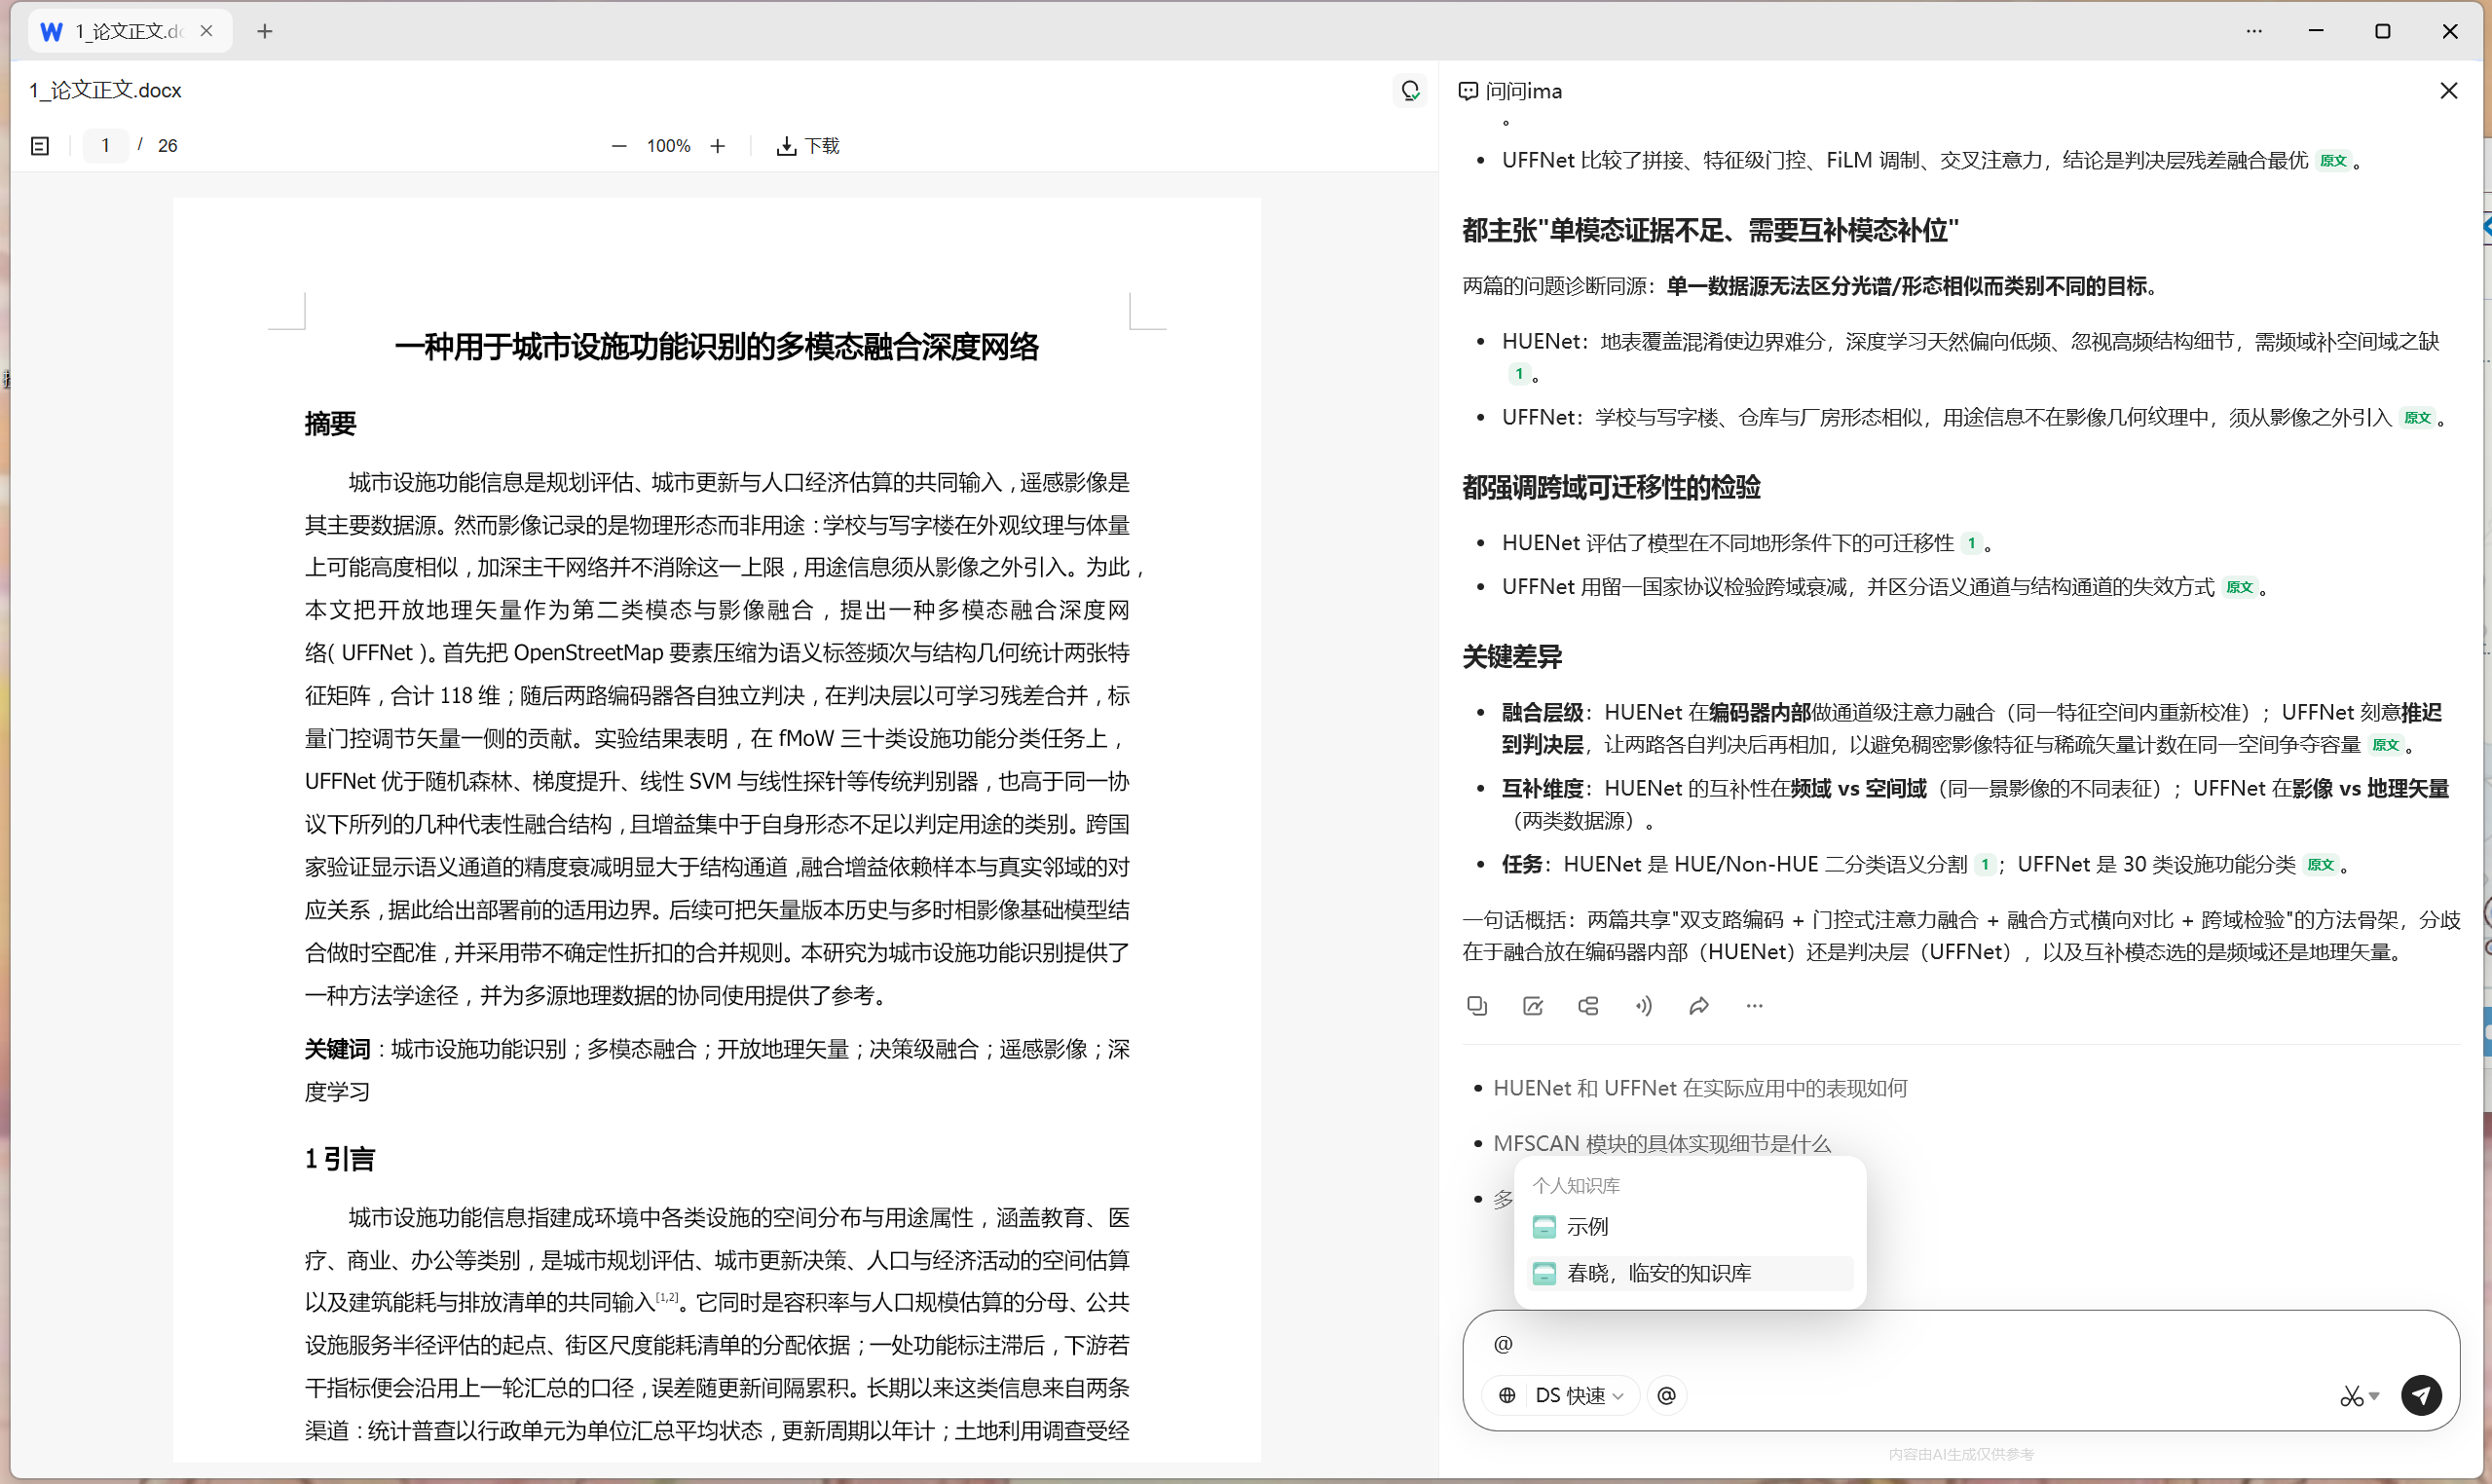 1_论文正文.dc
1_论文正文.docx
1 / 26
100%
下载
一种用于城市设施功能识别的多模态融合深度网络
摘要
城市设施功能信息是规划评估、城市更新与人口经济估算的共同输入，遥感影像是
其主要数据源。然而影像记录的是物理形态而非用途：学校与写字楼在外观纹理与体量
上可能高度相似，加深主干网络并不消除这一上限，用途信息须从影像之外引入。为此，
本文把开放地理矢量作为第二类模态与影像融合，提出一种多模态融合深度网
络( UFFNet )。首先把 OpenStreetMap 要素压缩为语义标签频次与结构几何统计两张特
征矩阵，合计 118 维；随后两路编码器各自独立判决，在判决层以可学习残差合并，标
量门控调节矢量一侧的贡献。实验结果表明，在 fMoW 三十类设施功能分类任务上，
UFFNet 优于随机森林、梯度提升、线性 SVM 与线性探针等传统判别器，也高于同一协
议下所列的几种代表性融合结构，且增益集中于自身形态不足以判定用途的类别。跨国
家验证显示语义通道的精度衰减明显大于结构通道，融合增益依赖样本与真实邻域的对
应关系，据此给出部署前的适用边界。后续可把矢量版本历史与多时相影像基础模型结
合做时空配准，并采用带不确定性折扣的合并规则。本研究为城市设施功能识别提供了
一种方法学途径，并为多源地理数据的协同使用提供了参考。
关键词：城市设施功能识别；多模态融合；开放地理矢量；决策级融合；遥感影像；深
度学习
1 引言
城市设施功能信息指建成环境中各类设施的空间分布与用途属性，涵盖教育、医
疗、商业、办公等类别，是城市规划评估、城市更新决策、人口与经济活动的空间估算
以及建筑能耗与排放清单的共同输入[1,2]。它同时是容积率与人口规模估算的分母、公共
设施服务半径评估的起点、街区尺度能耗清单的分配依据；一处功能标注滞后，下游若
干指标便会沿用上一轮汇总的口径，误差随更新间隔累积。长期以来这类信息来自两条
渠道：统计普查以行政单元为单位汇总平均状态，更新周期以年计；土地利用调查受经
问问ima
。
• UFFNet 比较了拼接、特征级门控、FiLM 调制、交叉注意力，结论是判决层残差融合最优 原文 。
都主张"单模态证据不足、需要互补模态补位"
两篇的问题诊断同源：单一数据源无法区分光谱/形态相似而类别不同的目标。
• HUENet：地表覆盖混淆使边界难分，深度学习天然偏向低频、忽视高频结构细节，需频域补空间域之缺
1 。
• UFFNet：学校与写字楼、仓库与厂房形态相似，用途信息不在影像几何纹理中，须从影像之外引入 原文 。
都强调跨域可迁移性的检验
• HUENet 评估了模型在不同地形条件下的可迁移性 1 。
• UFFNet 用留一国家协议检验跨域衰减，并区分语义通道与结构通道的失效方式 原文 。
关键差异
• 融合层级：HUENet 在编码器内部做通道级注意力融合（同一特征空间内重新校准）；UFFNet 刻意推迟
到判决层，让两路各自判决后再相加，以避免稠密影像特征与稀疏矢量计数在同一空间争夺容量 原文 。
• 互补维度：HUENet 的互补性在频域 vs 空间域（同一景影像的不同表征）；UFFNet 在影像 vs 地理矢量
（两类数据源）。
• 任务：HUENet 是 HUE/Non-HUE 二分类语义分割 1 ；UFFNet 是 30 类设施功能分类 原文 。
一句话概括：两篇共享"双支路编码 + 门控式注意力融合 + 融合方式横向对比 + 跨域检验"的方法骨架，分歧
在于融合放在编码器内部（HUENet）还是判决层（UFFNet），以及互补模态选的是频域还是地理矢量。
• HUENet 和 UFFNet 在实际应用中的表现如何
• MFSCAN 模块的具体实现细节是什么
• 多
个人知识库
示例
春晓，临安的知识库
@
DS 快速
@
内容由AI生成仅供参考